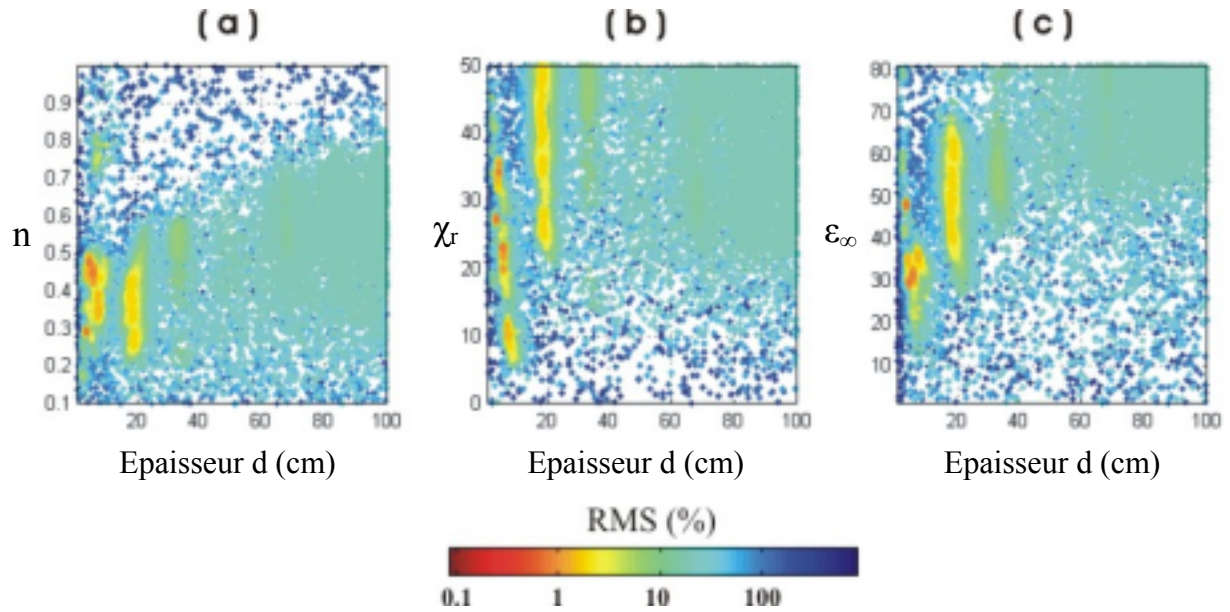 (a) (b) (c)
0.9 0.8 0.7 0.6 0.5 0.4 0.3 0.2 0.1
n
20 40 60 80 100
Epaisseur d (cm)
50 40 30 20 10 0
χr
20 40 60 80 100
Epaisseur d (cm)
80 70 60 50 40 30 20 10
ε∞
20 40 60 80 100
Epaisseur d (cm)
RMS (%)
0.1 1 10 100